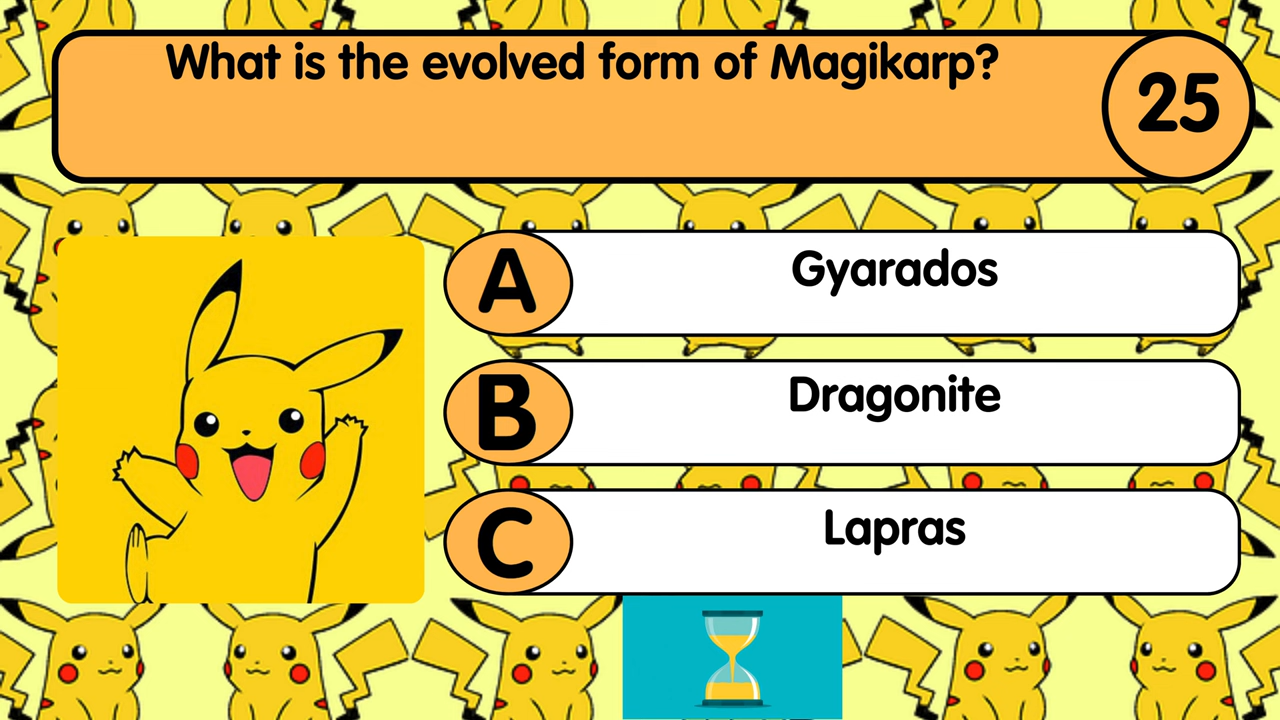 What is the evolved form of Magikarp?
25
A
Gyarados
B
Dragonite
C
Lapras